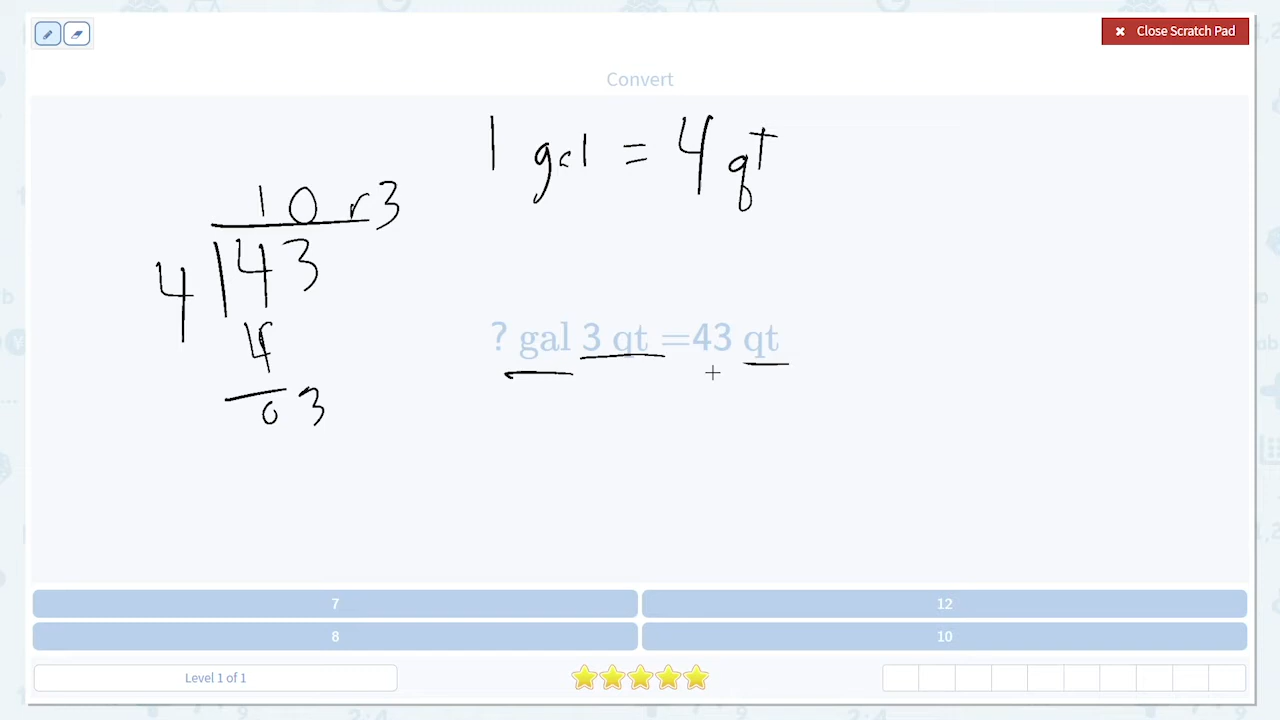 Close Scratch Pad
Convert
1 gal = 4 qt
10 r3
4 43
4
03
? gal 3 qt =43 qt
7
12
8
10
Level 1 of 1